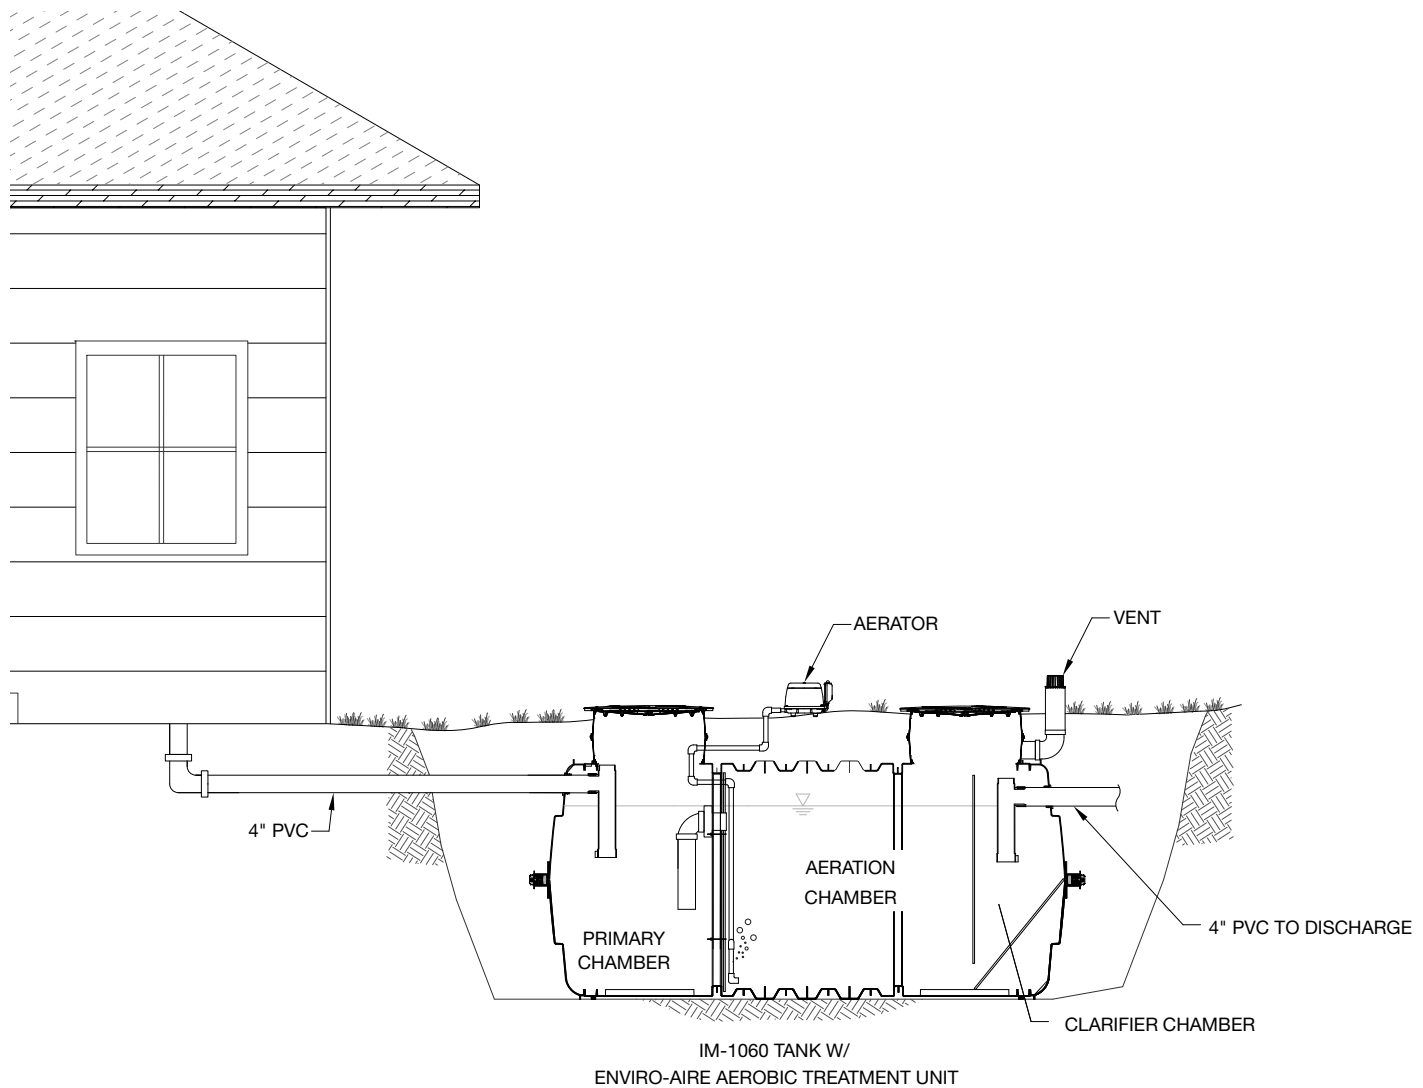 AERATOR
VENT
4" PVC
AERATION
CHAMBER
PRIMARY
CHAMBER
4" PVC TO DISCHARGE
CLARIFIER CHAMBER
IM-1060 TANK W/
ENVIRO-AIRE AEROBIC TREATMENT UNIT